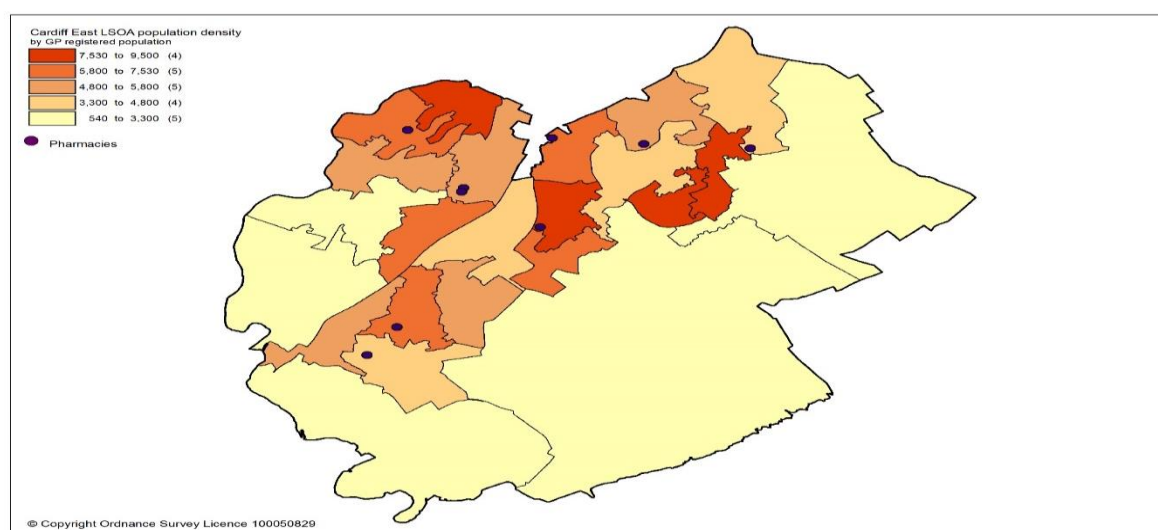 Cardiff East LSOA population density
by GP registered population
7,530 to 9,500 (4)
5,800 to 7,530 (5)
4,800 to 5,800 (5)
3,300 to 4,800 (4)
540 to 3,300 (5)
Pharmacies
© Copyright Ordnance Survey Licence 100050829